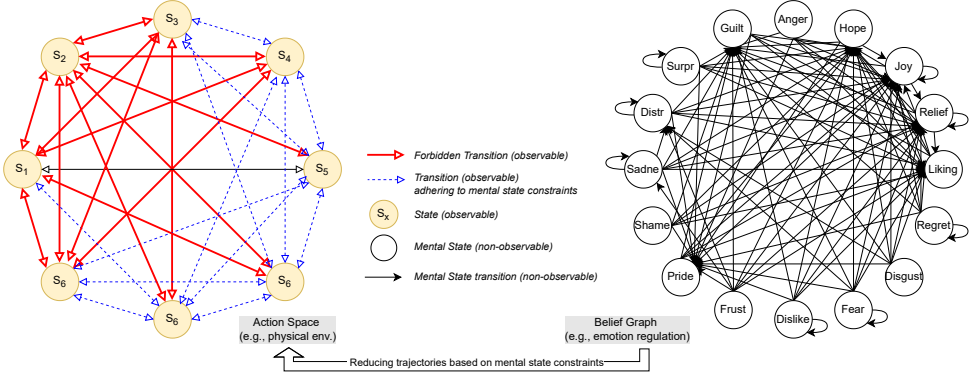 S3
S2
S4
S1
S5
S6
S6
S6
Forbidden Transition (observable)
Transition (observable)
adhering to mental state constraints
Sx
State (observable)
Mental State (non-observable)
Mental State transition (non-observable)
Guilt
Anger
Hope
Surpr
Joy
Distr
Relief
Sadne
Liking
Shame
Regret
Pride
Disgust
Frust
Dislike
Fear
Action Space
(e.g., physical env.)
Belief Graph
(e.g., emotion regulation)
Reducing trajectories based on mental state constraints